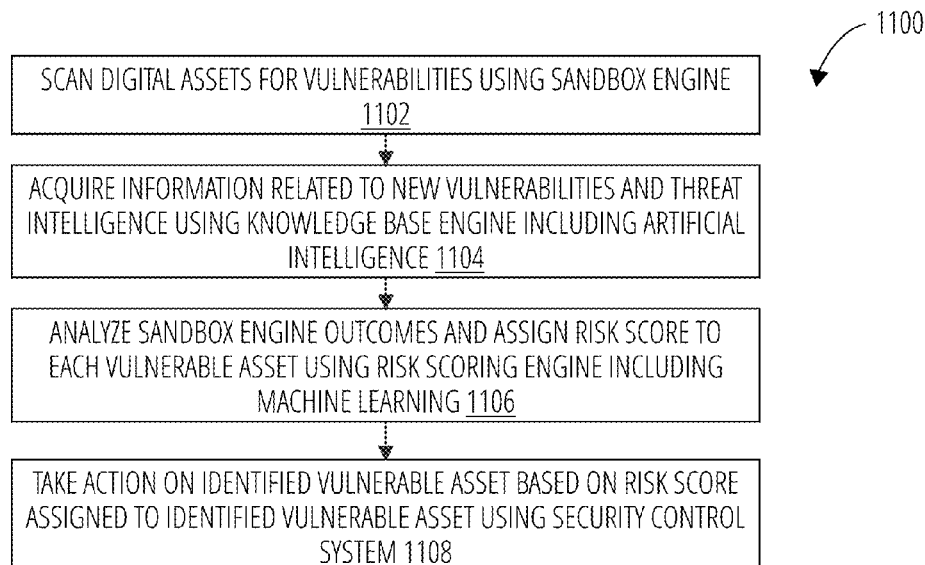 1100
SCAN DIGITAL ASSETS FOR VULNERABILITIES USING SANDBOX ENGINE
1102
ACQUIRE INFORMATION RELATED TO NEW VULNERABILITIES AND THREAT
INTELLIGENCE USING KNOWLEDGE BASE ENGINE INCLUDING ARTIFICIAL
INTELLIGENCE 1104
ANALYZE SANDBOX ENGINE OUTCOMES AND ASSIGN RISK SCORE TO
EACH VULNERABLE ASSET USING RISK SCORING ENGINE INCLUDING
MACHINE LEARNING 1106
TAKE ACTION ON IDENTIFIED VULNERABLE ASSET BASED ON RISK SCORE
ASSIGNED TO IDENTIFIED VULNERABLE ASSET USING SECURITY CONTROL
SYSTEM 1108